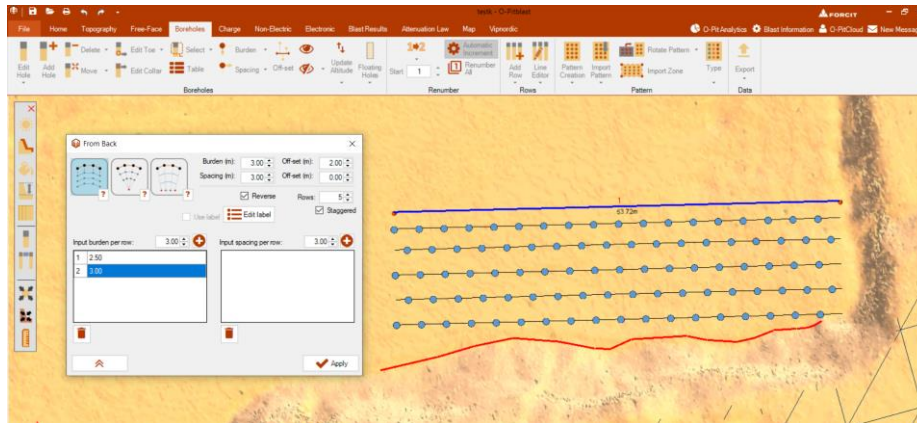 testk - O-Pitblast
FORCIT
File Home Topography Free-Face Boreholes Charge Non-Electric Electronic Blast Results Attenuation Law Map Vipnordic
O-PitAnalytics Blast Information O-PitCloud New Messag
Edit Hole
Add Hole
Delete
Move
Edit Toe
Edit Collar
Select
Table
Burden
Spacing
Off-set
Update Altitude
Floating Holes
Boreholes
Start 1
Automatic Increment
Renumber All
Renumber
Add Row
Line Editor
Rows
Pattern Creation
Import Pattern
Rotate Pattern
Import Zone
Type
Pattern
Export
Data
From Back
Burden (m): 3.00 Off-set (m): 2.00
Spacing (m): 3.00 Off-set (m): 0.00
? ? ?
Reverse Rows: 5
Use label Edit label Staggered
Input burden per row: 3.00 Input spacing per row: 3.00
1 2.50
2 3.00
Apply
1
53.72m